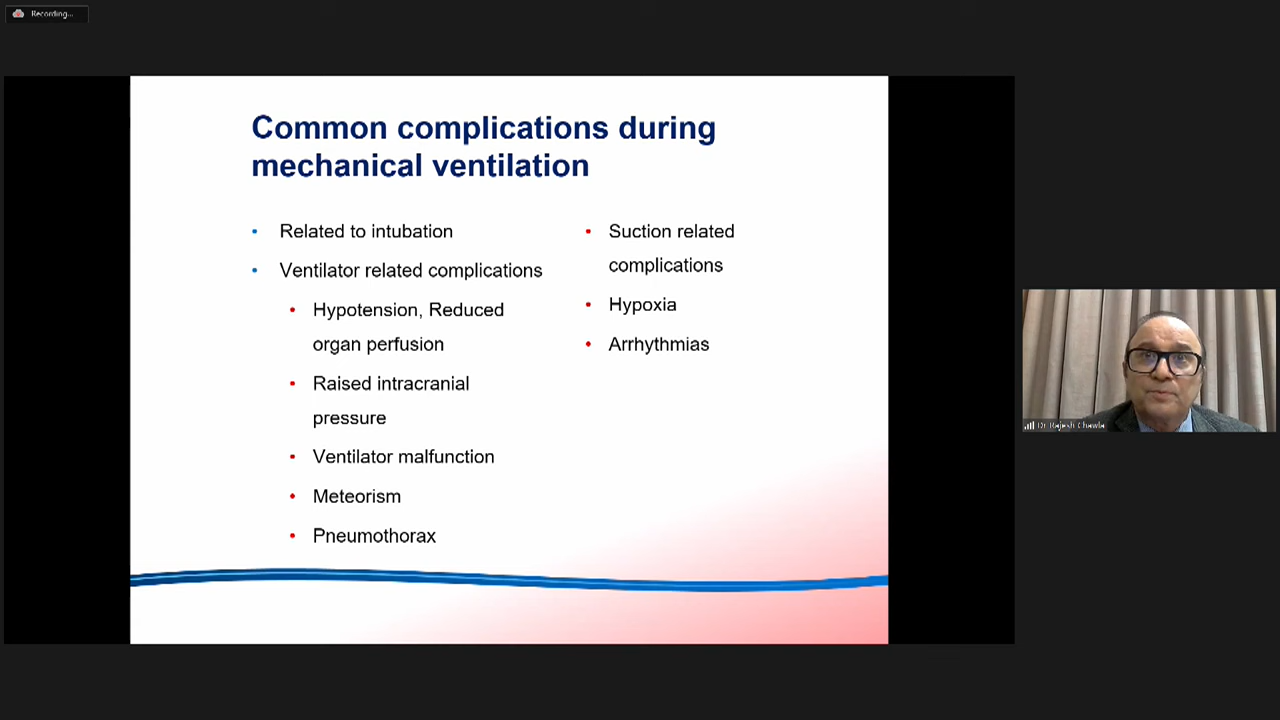 Recording...
Common complications during
mechanical ventilation
• Related to intubation
• Ventilator related complications
• Hypotension, Reduced
organ perfusion
• Raised intracranial
pressure
• Ventilator malfunction
• Meteorism
• Pneumothorax
• Suction related
complications
• Hypoxia
• Arrhythmias
Dr Rajesh Chawla